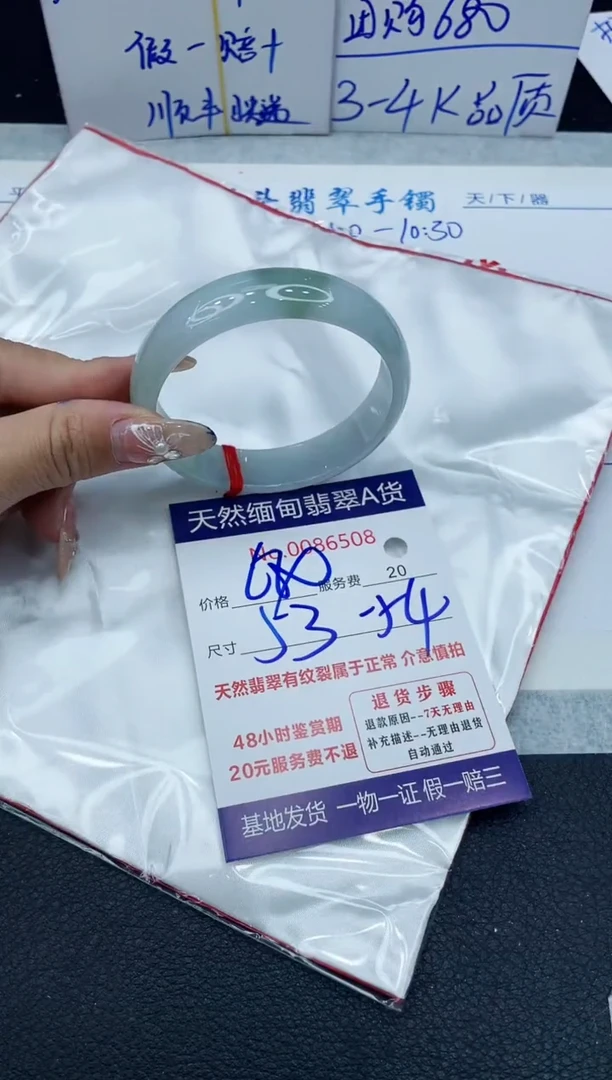 假一赔十
顺丰快递
团购680
3-4K品质
翡翠手镯
天/下/器
-10:30
天然缅甸翡翠A货
No.0086508
价格 680 服务费 20
尺寸 53-54
天然翡翠有纹裂属于正常 介意慎拍
48小时鉴赏期
20元服务费不退
退货步骤
退款原因--7天无理由
补充描述--无理由退货
自动通过
基地发货 一物一证 假一赔三